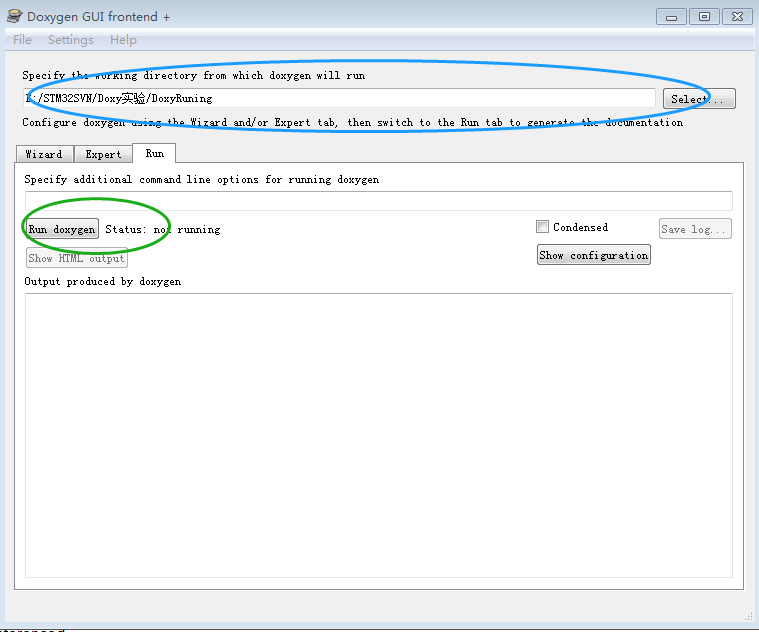 Doxygen GUI frontend +
File Settings Help
Specify the working directory from which doxygen will run
:/STM32SVN/Doxy实验/DoxyRuning Select...
Configure doxygen using the Wizard and/or Expert tab, then switch to the Run tab to generate the documentation
Wizard Expert Run
Specify additional command line options for running doxygen
Run doxygen Status: not running Condensed Save log...
Show HTML output Show configuration
Output produced by doxygen